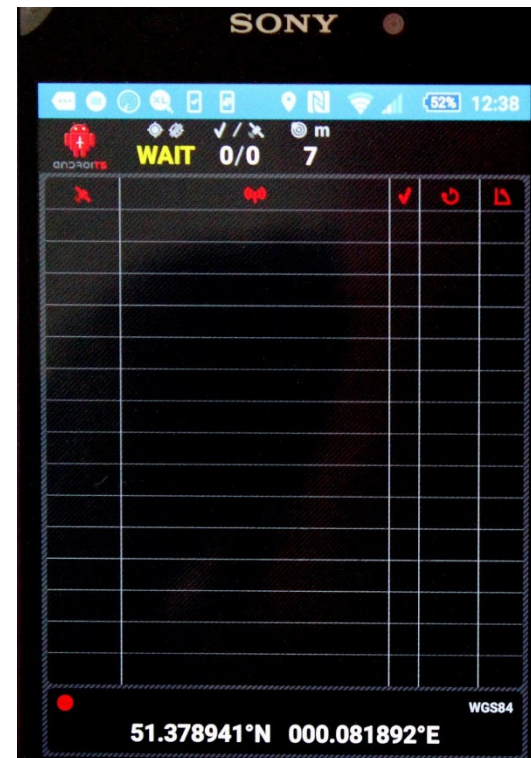 SONY
52% 12:38
m
ANDROITS WAIT 0/0 7
WGS84
51.378941°N 000.081892°E